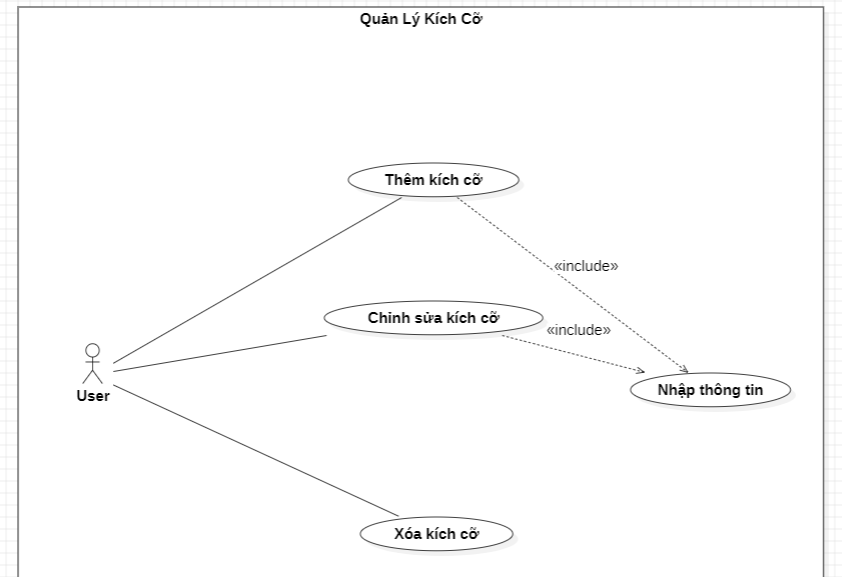 Quản Lý Kích Cỡ
Thêm kích cỡ
«include»
Chỉnh sửa kích cỡ
«include»
User
Nhập thông tin
Xóa kích cỡ